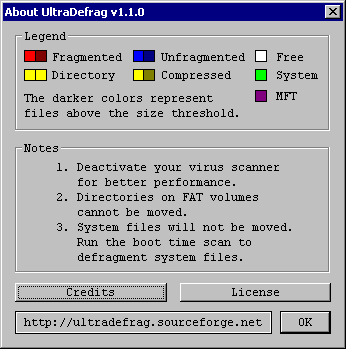 About UltraDefrag v1.1.0
Legend
Fragmented Unfragmented Free
Directory Compressed System
The darker colors represent MFT
files above the size threshold.
Notes
1. Deactivate your virus scanner
for better performance.
2. Directories on FAT volumes
cannot be moved.
3. System files will not be moved.
Run the boot time scan to
defragment system files.
Credits License
http://ultradefrag.sourceforge.net OK